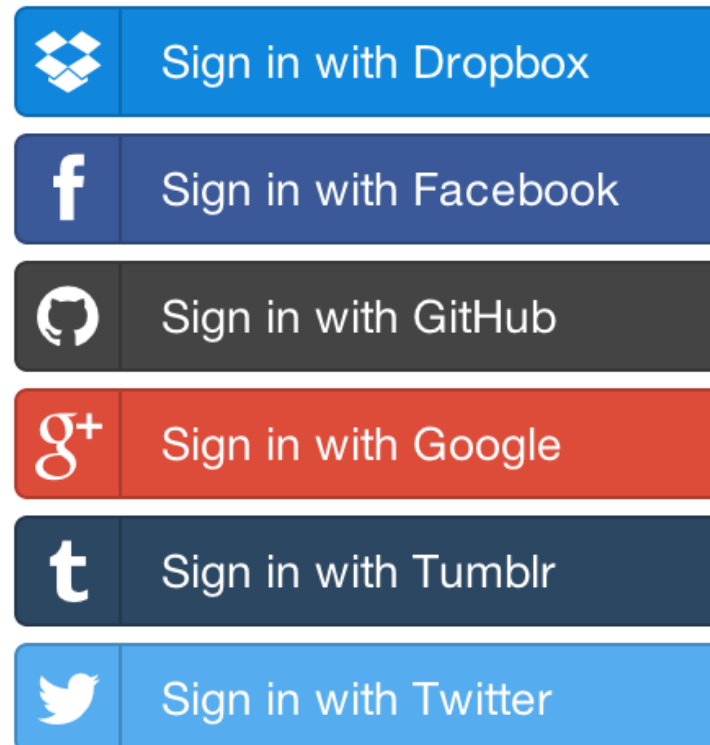 Sign in with Dropbox
f Sign in with Facebook
Sign in with GitHub
g+ Sign in with Google
t Sign in with Tumblr
Sign in with Twitter